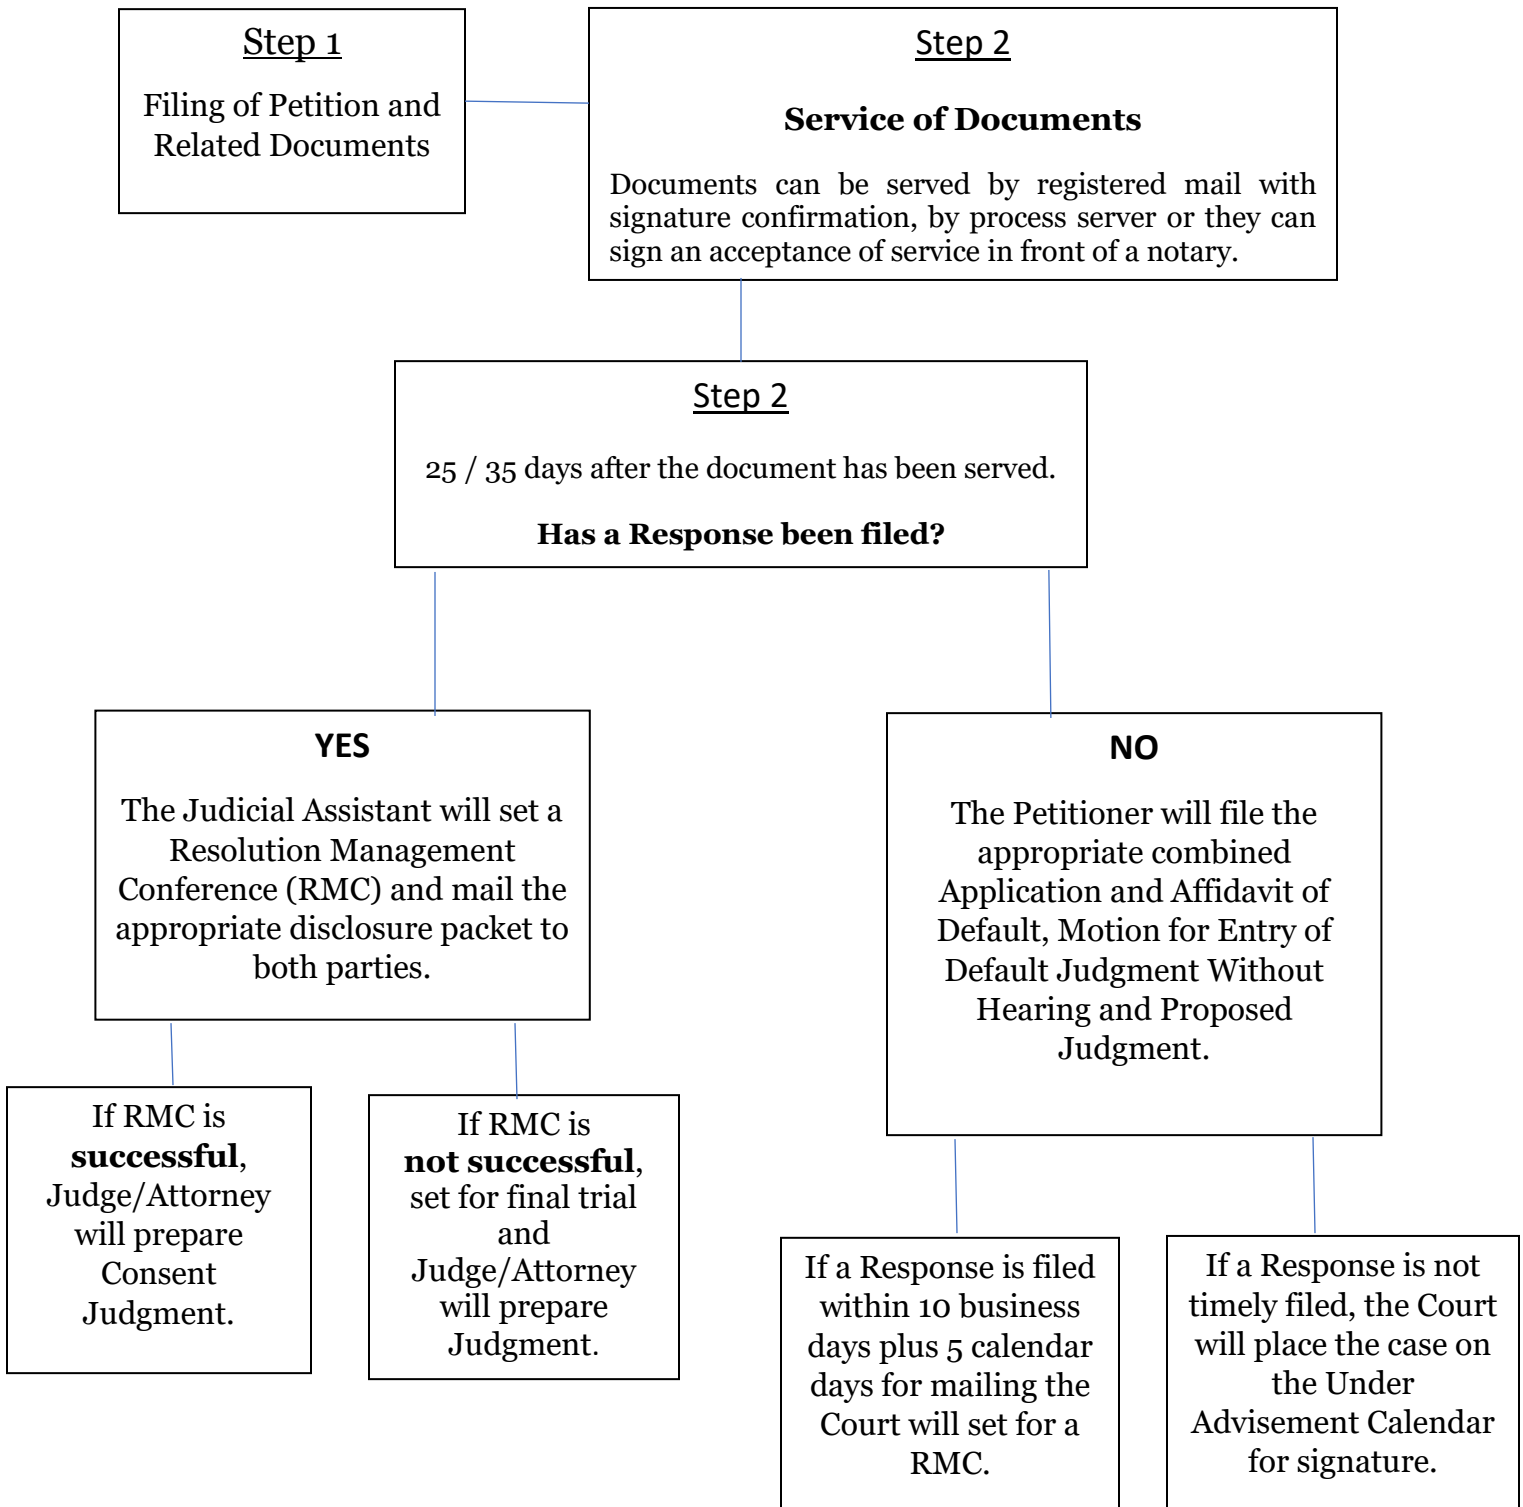 Step 1
Filing of Petition and
Related Documents
Step 2
Service of Documents
Documents can be served by registered mail with
signature confirmation, by process server or they can
sign an acceptance of service in front of a notary.
Step 2
25 / 35 days after the document has been served.
Has a Response been filed?
YES
The Judicial Assistant will set a
Resolution Management
Conference (RMC) and mail the
appropriate disclosure packet to
both parties.
NO
The Petitioner will file the
appropriate combined
Application and Affidavit of
Default, Motion for Entry of
Default Judgment Without
Hearing and Proposed
Judgment.
If RMC is
successful,
Judge/Attorney
will prepare
Consent
Judgment.
If RMC is
not successful,
set for final trial
and
Judge/Attorney
will prepare
Judgment.
If a Response is filed
within 10 business
days plus 5 calendar
days for mailing the
Court will set for a
RMC.
If a Response is not
timely filed, the Court
will place the case on
the Under
Advisement Calendar
for signature.